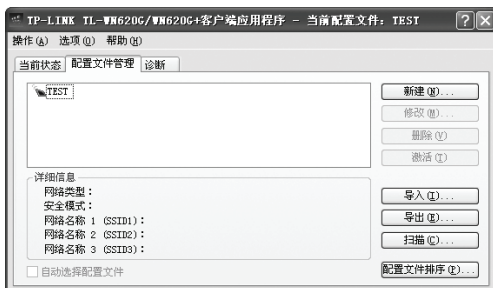 TP-LINK TL-WN620G/WN620G+客户端应用程序 - 当前配置文件: TEST
操作(A) 选项(O) 帮助(H)
当前状态 配置文件管理 诊断
TEST
新建(N)...
修改(M)...
删除(V)
激活(T)
详细信息
网络类型:
安全模式:
网络名称 1 (SSID1):
网络名称 2 (SSID2):
网络名称 3 (SSID3):
导入(I)...
导出(E)...
扫描(C)...
自动选择配置文件
配置文件排序(P)...